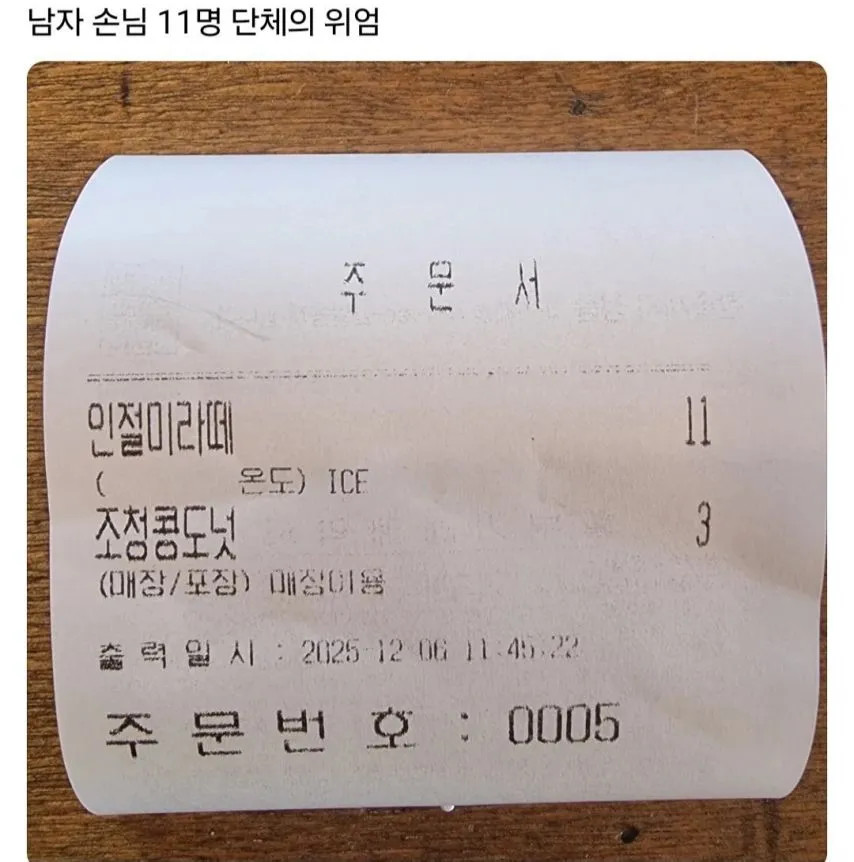 남자 손님 11명 단체의 위엄
주 문 서
인절미라떼 11
( 온도) ICE
조청콩도넛 3
(매장/포장) 매장이용
출 력 일 시 : 2025-12-06 11:45:22
주 문 번 호 : 0005